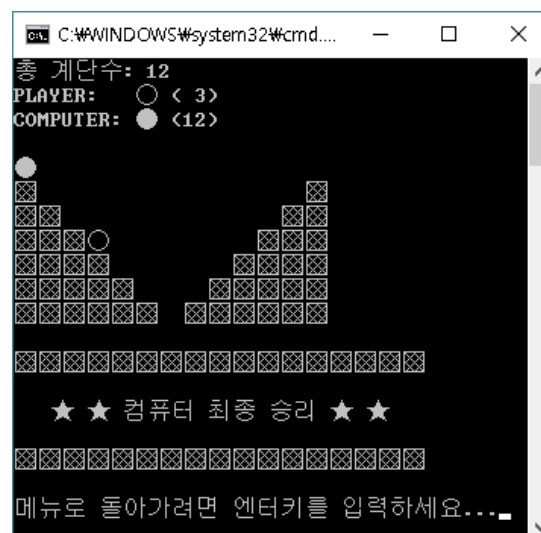 C:₩WINDOWS₩system32₩cmd....
총 계단수: 12
PLAYER: ○ ( 3)
COMPUTER: ● (12)
★ ★ 컴퓨터 최종 승리 ★ ★
메뉴로 돌아가려면 엔터키를 입력하세요...